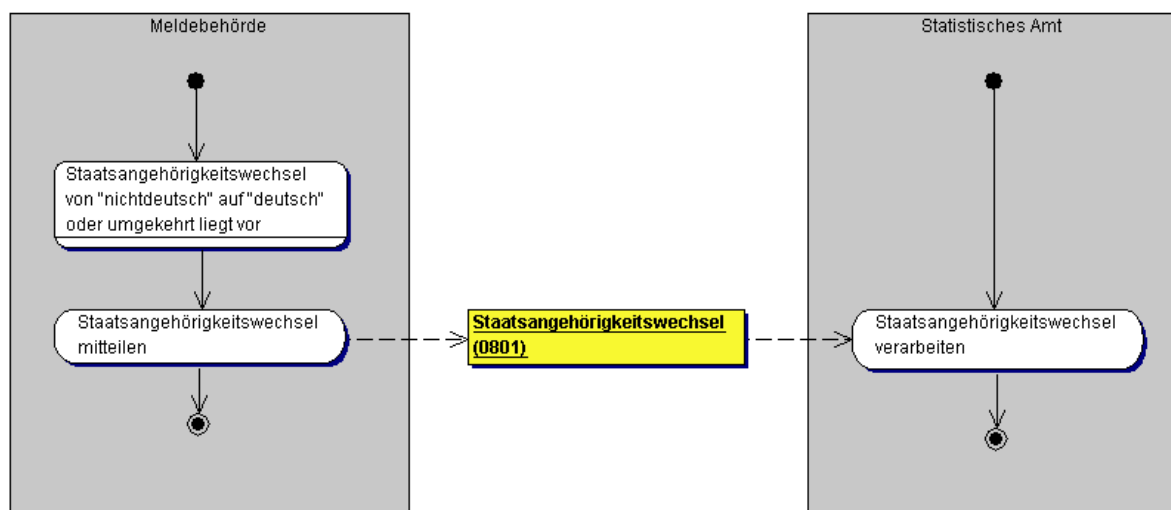 Meldebehörde
Statistisches Amt
Staatsangehörigkeitswechsel
von "nichtdeutsch" auf "deutsch"
oder umgekehrt liegt vor
Staatsangehörigkeitswechsel
mitteilen
Staatsangehörigkeitswechsel
(0801)
Staatsangehörigkeitswechsel
verarbeiten